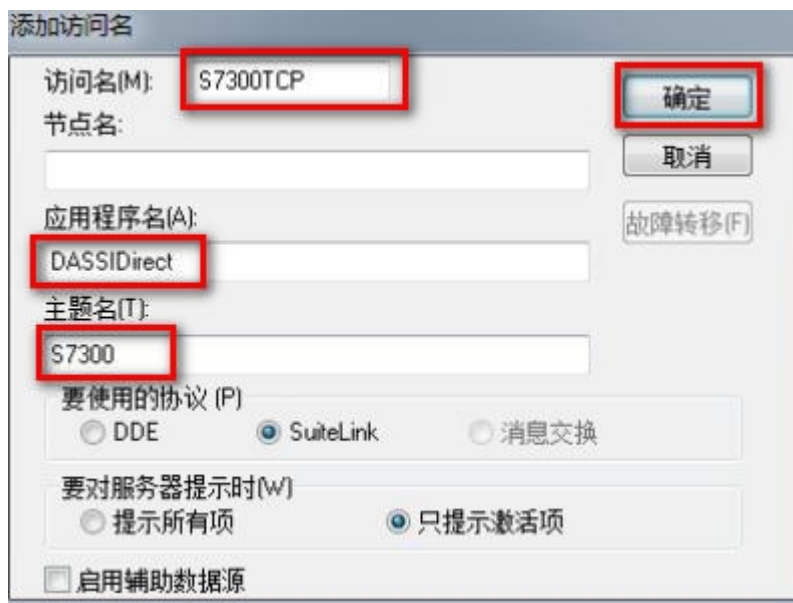 添加访问名
访问名(M): S7300TCP
确定
节点名:
取消
应用程序名(A):
故障转移(F)
DASSIDirect
主题名(T):
S7300
要使用的协议 (P)
DDE SuiteLink 消息交换
要对服务器提示时(W)
提示所有项 只提示激活项
启用辅助数据源